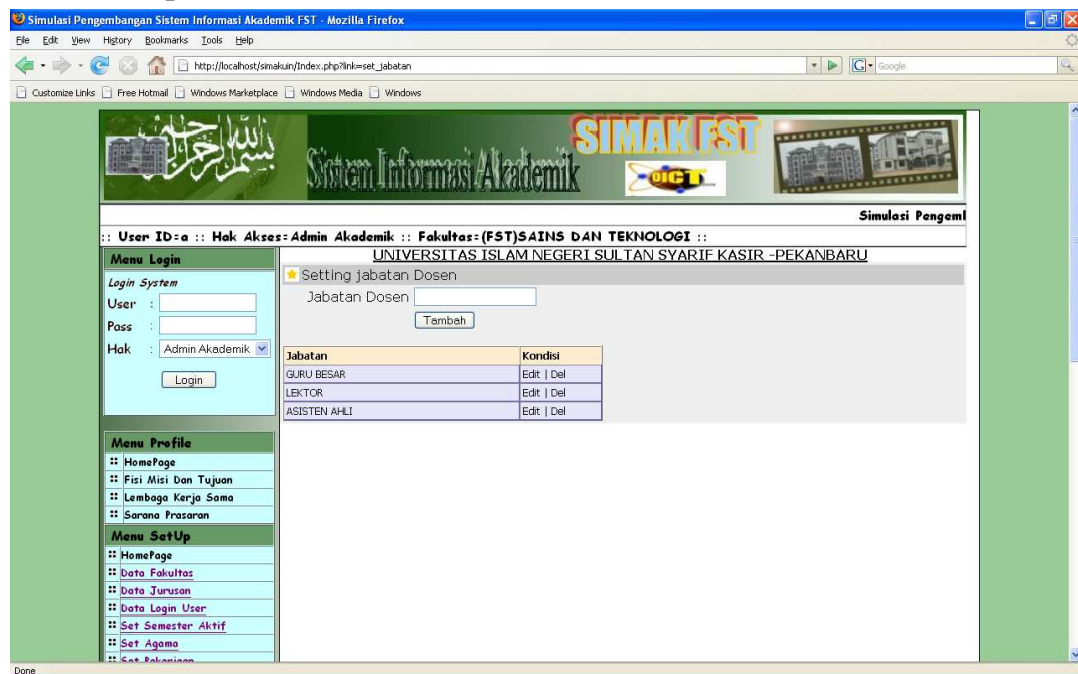 Simulasi Pengembangan Sistem Informasi Akademik FST - Mozilla Firefox
File Edit View History Bookmarks Tools Help
http://localhost/simakuin/Index.php?link=set_jabatan
G Google
Customize Links Free Hotmail Windows Marketplace Windows Media Windows
بسم الله الرحمن الرحيم
Sistem Informasi Akademik
SIMAK FST
OICT
Simulasi Pengeml
:: User ID=a :: Hak Akses=Admin Akademik :: Fakultas=(FST)SAINS DAN TEKNOLOGI ::
Menu Login
Login System
User :
Pass :
Hak : Admin Akademik
Login
UNIVERSITAS ISLAM NEGERI SULTAN SYARIF KASIR -PEKANBARU
Setting jabatan Dosen
Jabatan Dosen
Tambah
Jabatan Kondisi
GURU BESAR Edit | Del
LEKTOR Edit | Del
ASISTEN AHLI Edit | Del
Menu Profile
:: HomePage
:: Fisi Misi Dan Tujuan
:: Lembaga Kerja Sama
:: Sarana Prasaran
Menu SetUp
:: HomePage
:: Data Fakultas
:: Data Jurusan
:: Data Login User
:: Set Semester Aktif
:: Set Agama
:: Set
Done